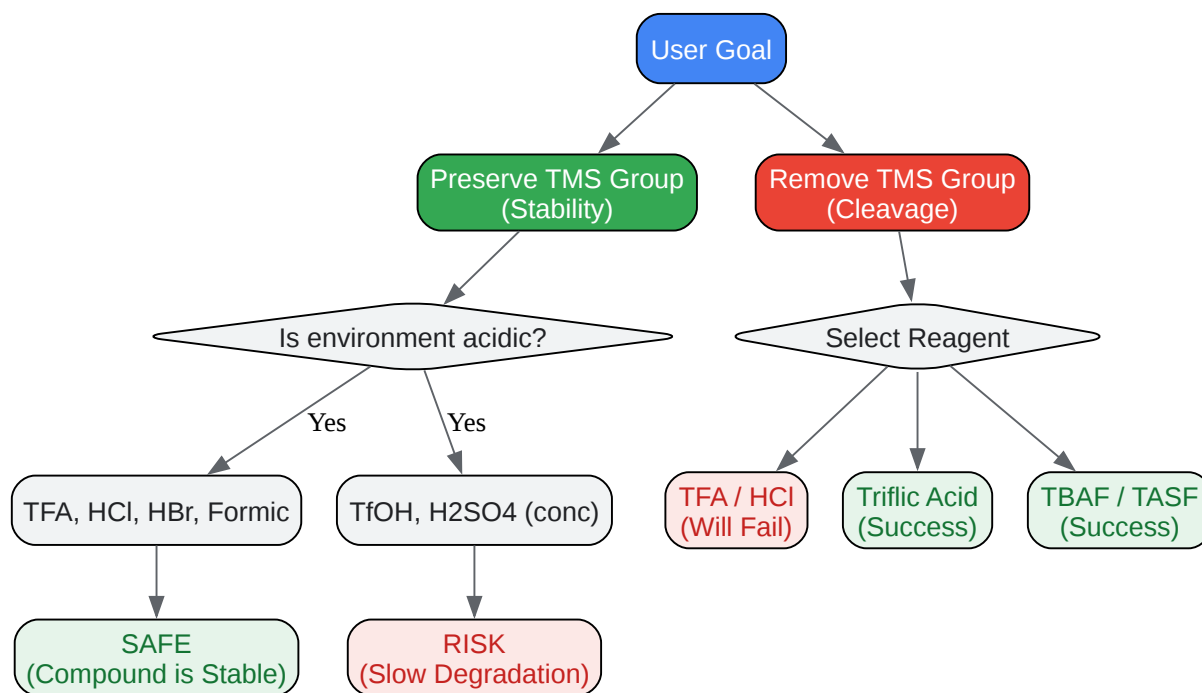 User Goal
Preserve TMS Group
(Stability)
Remove TMS Group
(Cleavage)
Is environment acidic?
Select Reagent
Yes
Yes
TFA, HCl, HBr, Formic
TfOH, H2SO4 (conc)
TFA / HCl
(Will Fail)
Triflic Acid
(Success)
TBAF / TASF
(Success)
SAFE
(Compound is Stable)
RISK
(Slow Degradation)